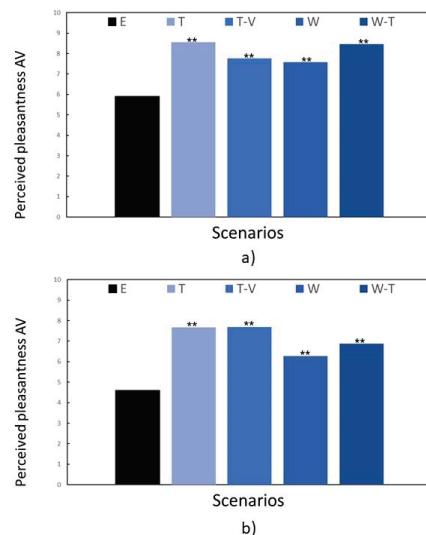 E T T-V W W-T
10
9
8
7
6
5
4
3
2
1
0
Perceived pleasantness AV
** ** ** **
Scenarios
a)
E T T-V W W-T
10
9
8
7
6
5
4
3
2
1
0
Perceived pleasantness AV
** ** ** **
Scenarios
b)